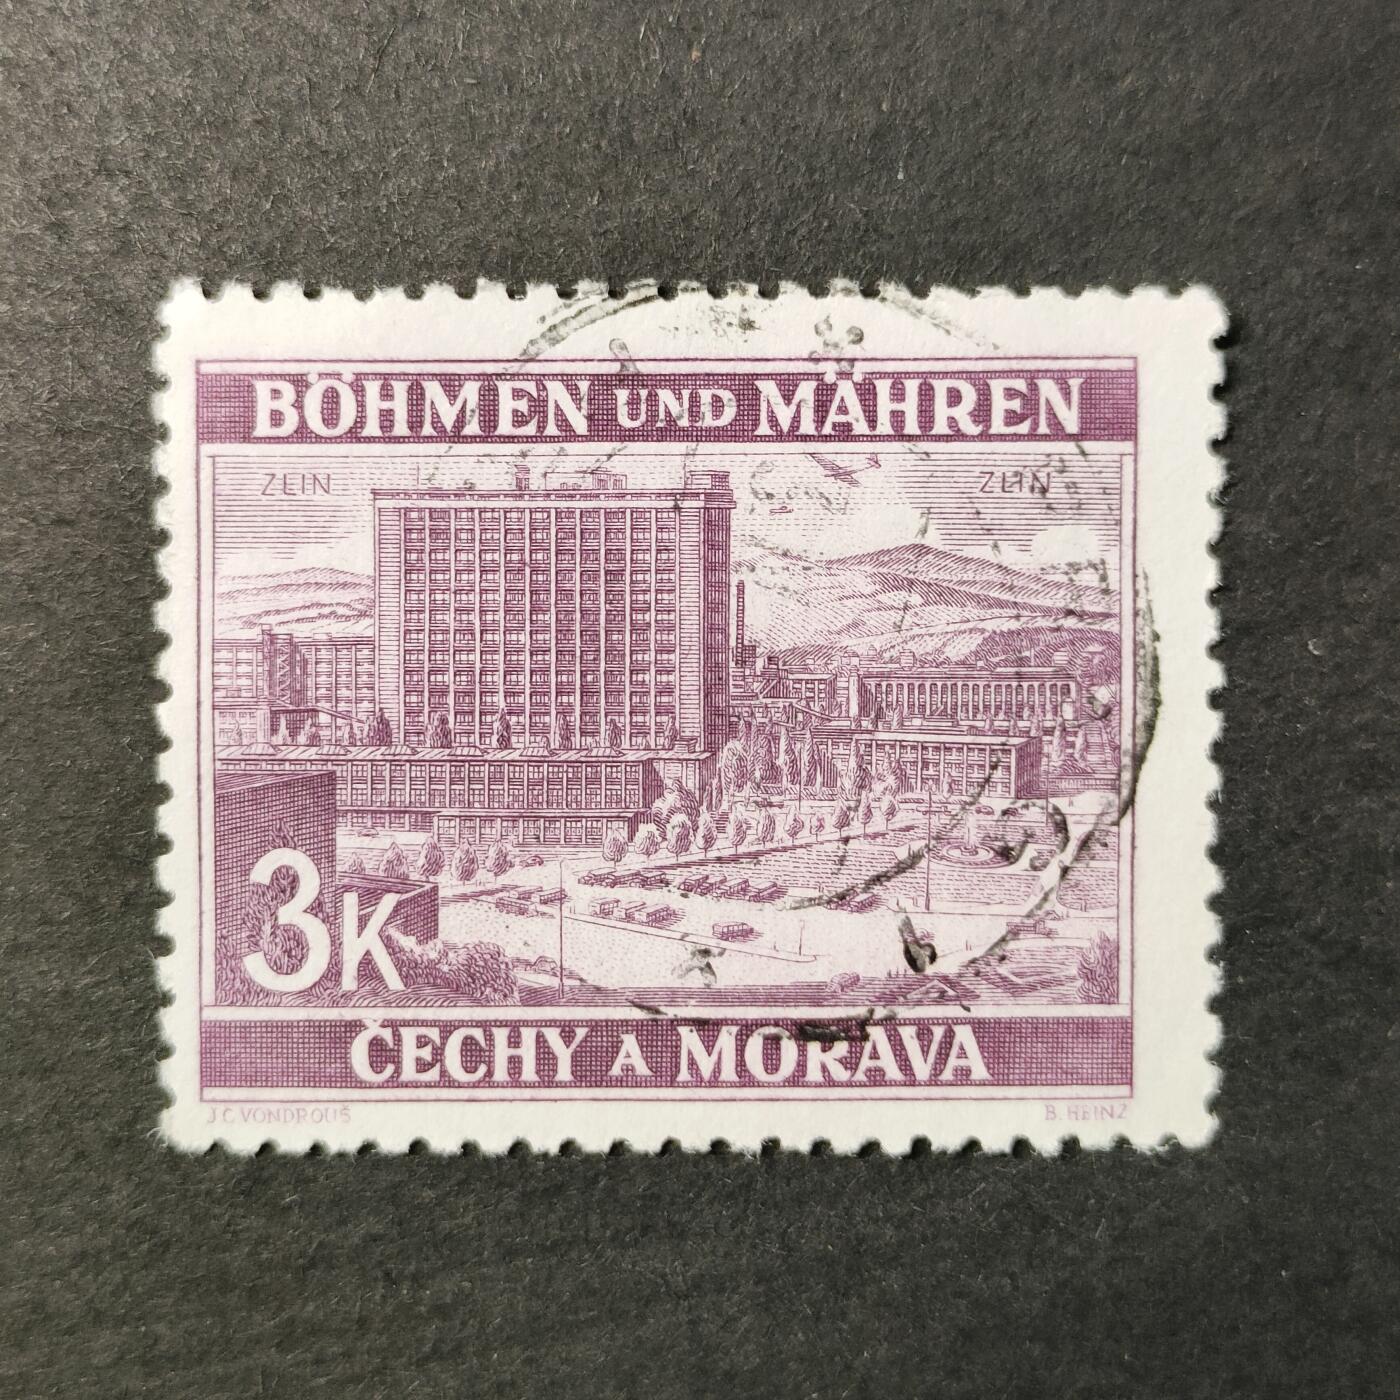 BÖHMEN UND MÄHREN
ZLIN ZLIN
3K
ČECHY A MORAVA
J.C.VONDROUŠ B. HEINZ